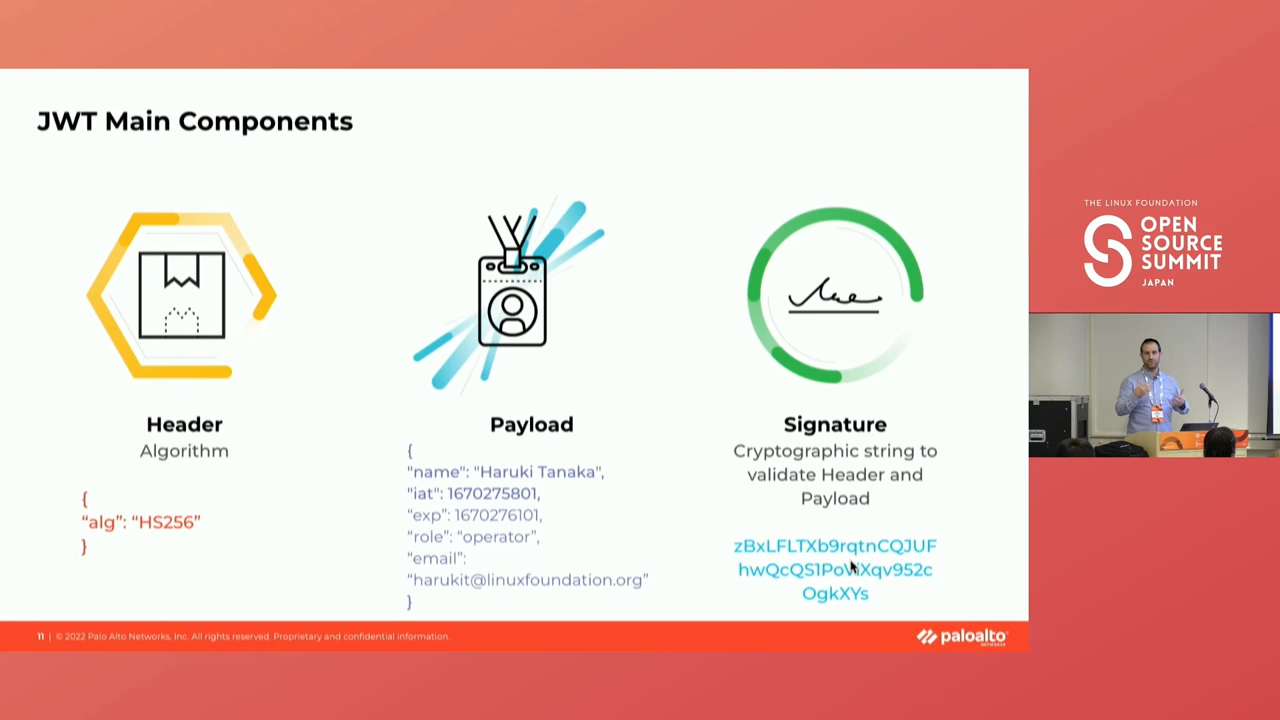 JWT Main Components
Header
Algorithm
{
“alg”: “HS256”
}
Payload
{
"name": "Haruki Tanaka",
"iat": 1670275801,
“exp”: 1670276101,
“role”: “operator”,
“email”:
“harukit@linuxfoundation.org”
}
Signature
Cryptographic string to
validate Header and
Payload
zBxLFLTXb9rqtnCQJUF
hwQcQS1PoViXqv952c
OgkXYs
11 | © 2022 Palo Alto Networks, Inc. All rights reserved. Proprietary and confidential information.
paloalto
NETWORKS
THE LINUX FOUNDATION
OPEN
SOURCE
SUMMIT
JAPAN